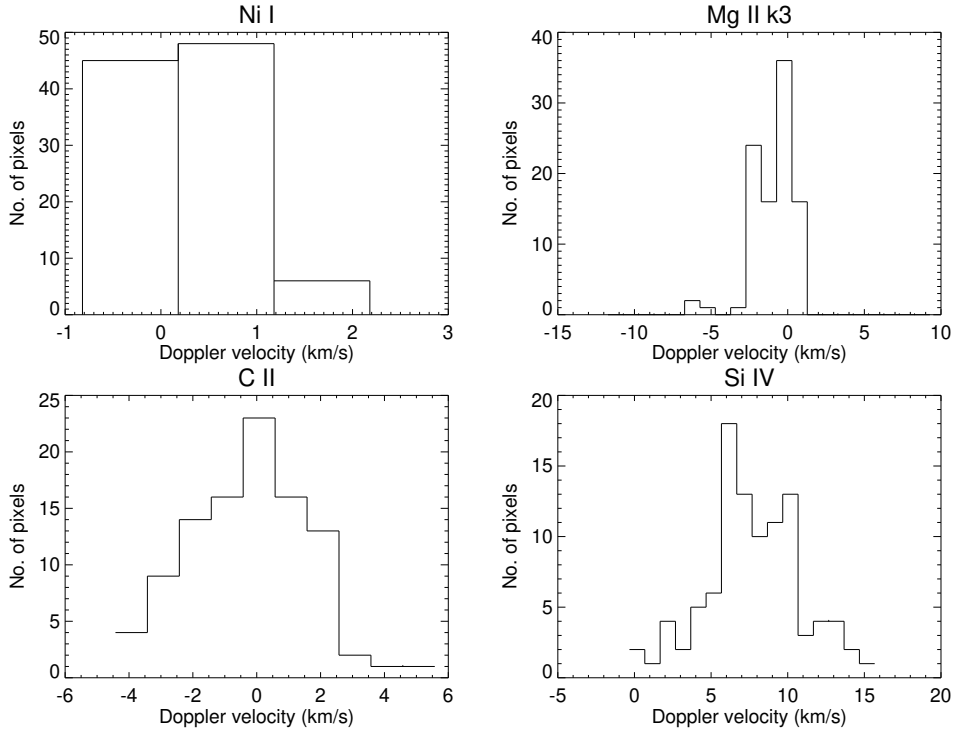 Ni I
50
40
30
20
10
0
No. of pixels
-1 0 1 2 3
Doppler velocity (km/s)
Mg II k3
40
30
20
10
0
No. of pixels
-15 -10 -5 0 5 10
Doppler velocity (km/s)
C II
25
20
15
10
5
0
No. of pixels
-6 -4 -2 0 2 4 6
Doppler velocity (km/s)
Si IV
20
15
10
5
0
No. of pixels
-5 0 5 10 15 20
Doppler velocity (km/s)